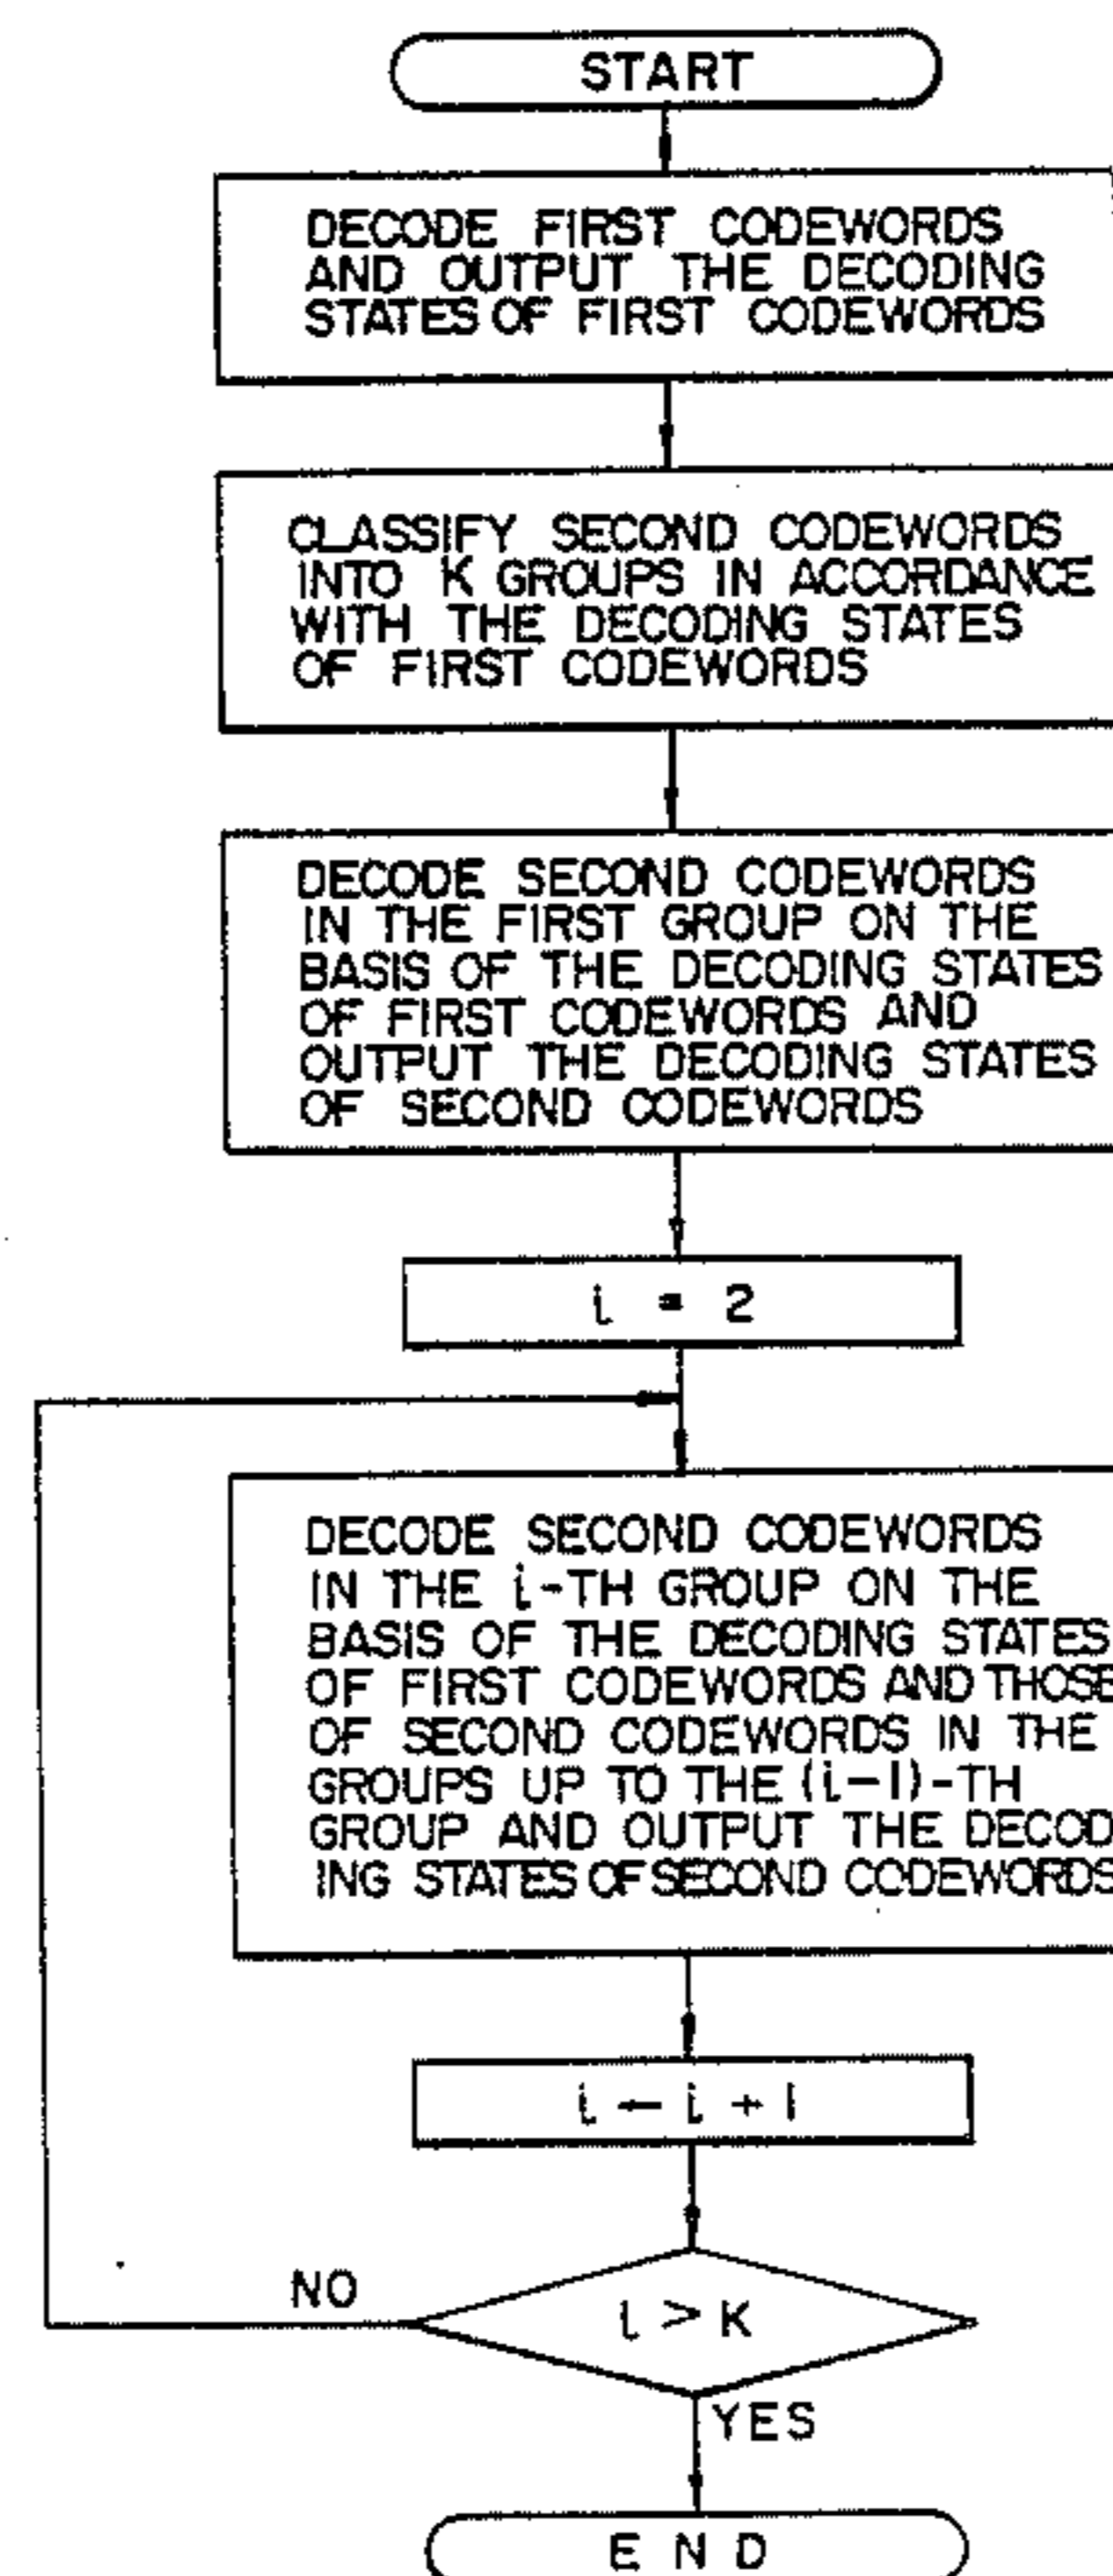 START
DECODE FIRST CODEWORDS
AND OUTPUT THE DECODING
STATES OF FIRST CODEWORDS
CLASSIFY SECOND CODEWORDS
INTO K GROUPS IN ACCORDANCE
WITH THE DECODING STATES
OF FIRST CODEWORDS
DECODE SECOND CODEWORDS
IN THE FIRST GROUP ON THE
BASIS OF THE DECODING STATES
OF FIRST CODEWORDS AND
OUTPUT THE DECODING STATES
OF SECOND CODEWORDS
i = 2
DECODE SECOND CODEWORDS
IN THE i-TH GROUP ON THE
BASIS OF THE DECODING STATES
OF FIRST CODEWORDS AND THOSE
OF SECOND CODEWORDS IN THE
GROUPS UP TO THE (i-1)-TH
GROUP AND OUTPUT THE DECOD
ING STATES OF SECOND CODEWORDS
i ← i + 1
NO
i > K
YES
END